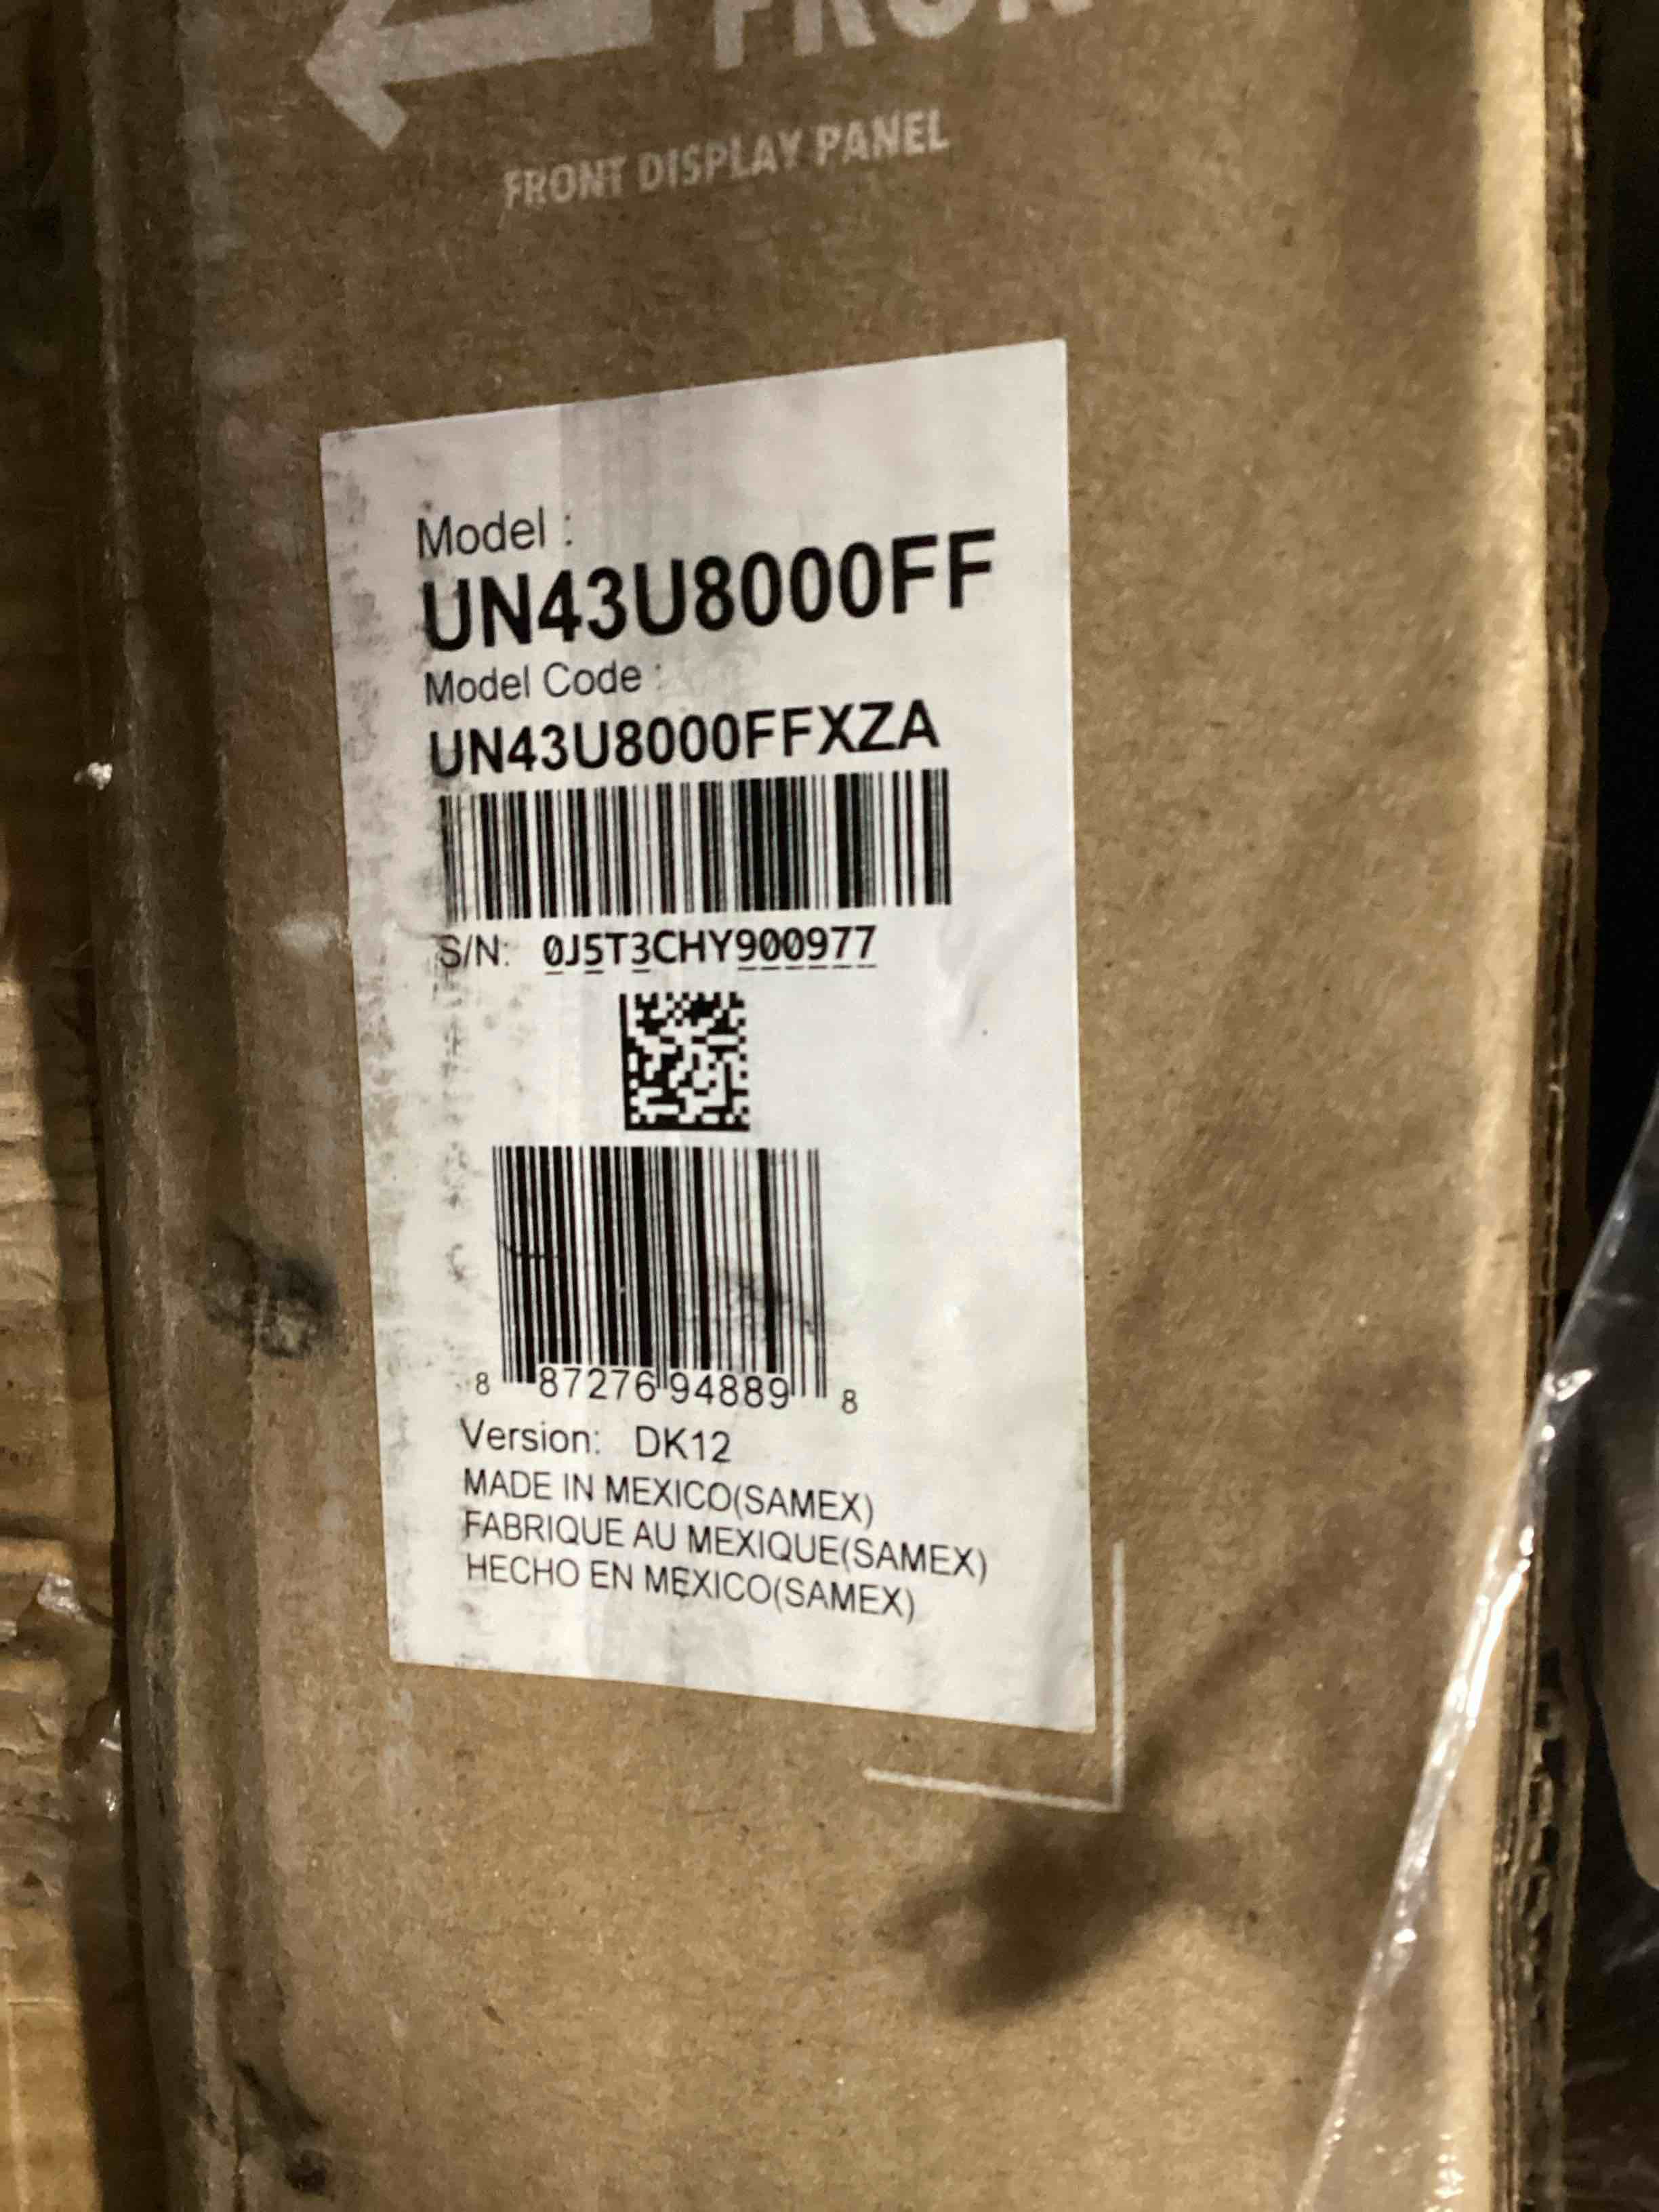 FRONT DISPLAY PANEL
Model :
UN43U8000FF
Model Code :
UN43U8000FFXZA
S/N: 0J5T3CHY900977
8 87276 94889 8
Version: DK12
MADE IN MEXICO(SAMEX)
FABRIQUE AU MEXIQUE(SAMEX)
HECHO EN MEXICO(SAMEX)